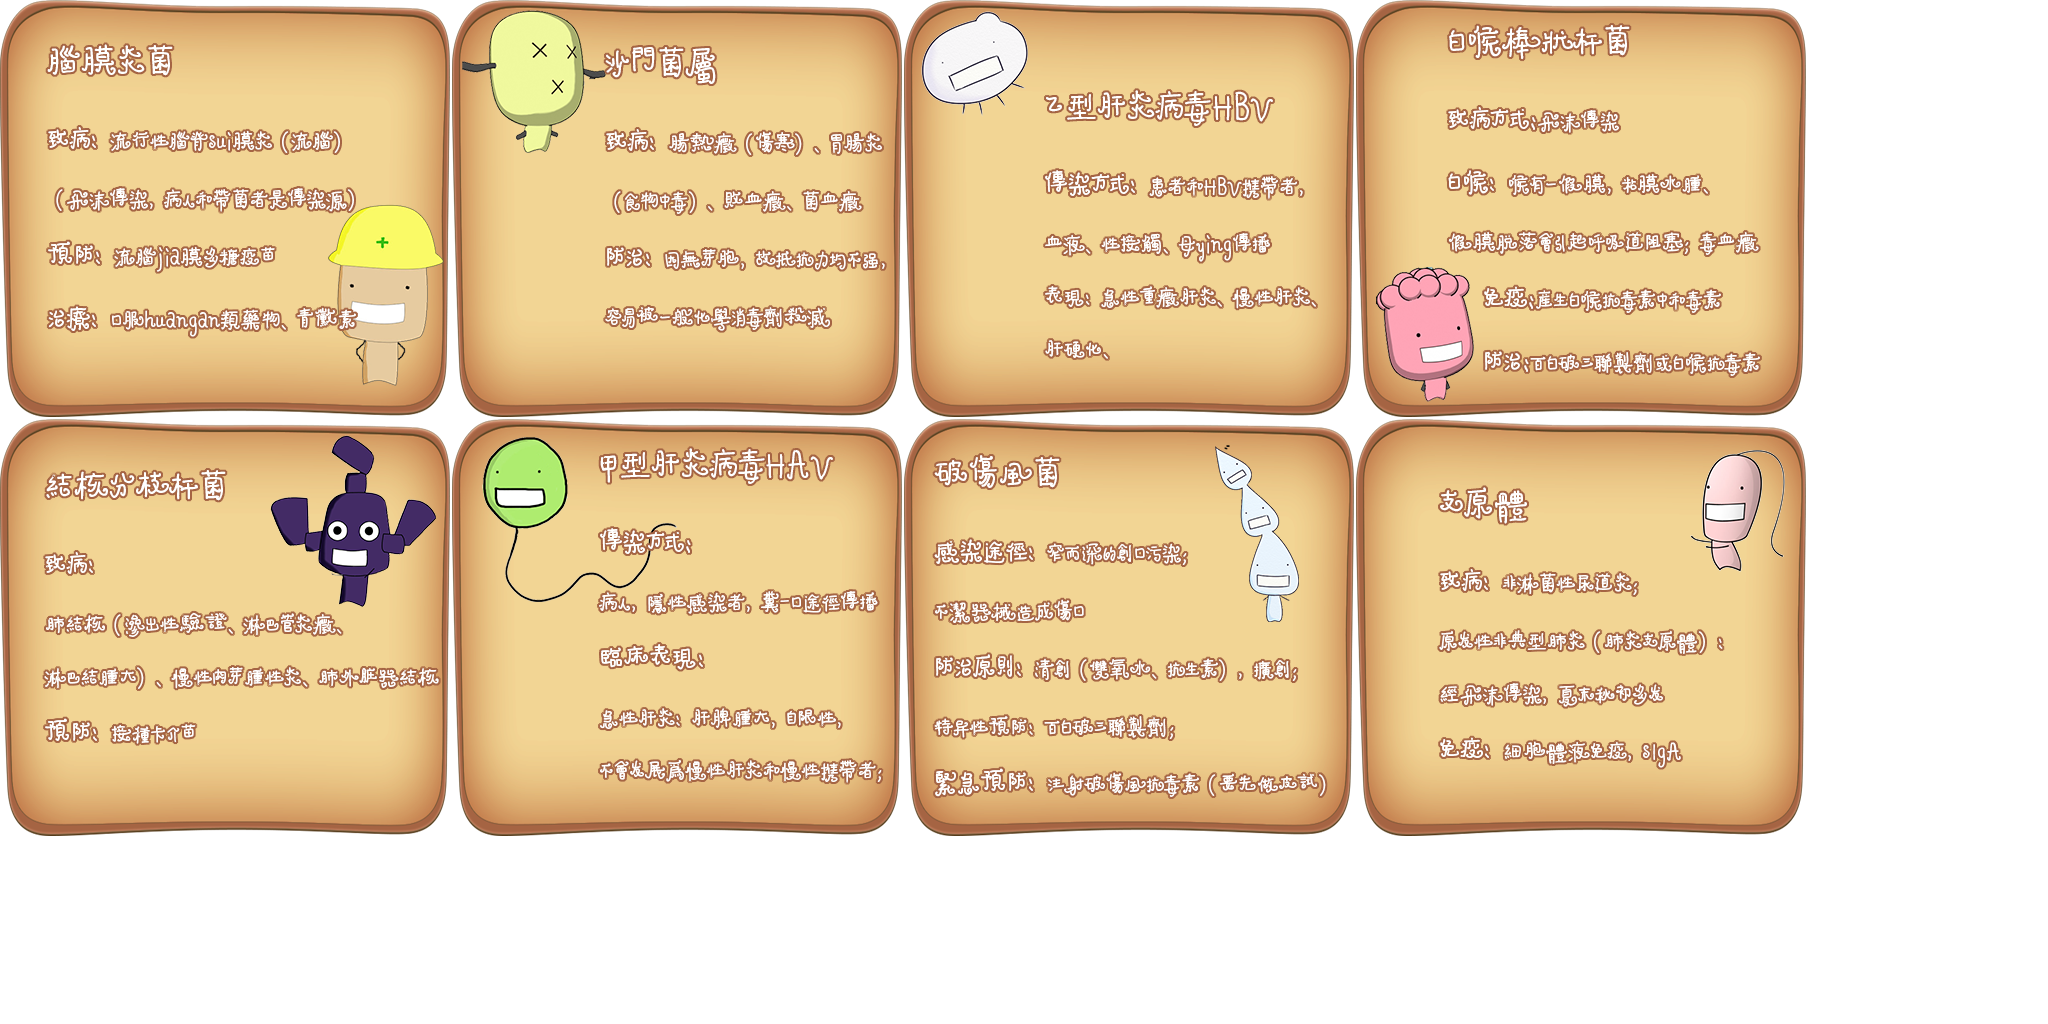 腦膜炎菌
致病：流行性腦脊sui膜炎（流腦）
（飛沫傳染，病人和帶菌者是傳染源）
預防：流腦jia膜多糖疫苗
治療：口服huangan類藥物、青黴素
沙門菌屬
致病：腸熱癥（傷寒）、胃腸炎
（食物中毒）、敗血癥、菌血癥
防治：因無芽胞，故抵抗力均不强，
容易被一般化學消毒劑殺滅
乙型肝炎病毒HBV
傳染方式：患者和HBV攜帶者，
血液、性接觸、母ying傳播
表現：急性重癥肝炎、慢性肝炎、
肝硬化、
白喉棒狀杆菌
致病方式：飛沫傳染
白喉：喉有一假膜，粘膜水腫、
假膜脱落會引起呼吸道阻塞；毒血癥
免疫：産生白喉抗毒素中和毒素
防治：百白破三聯製劑或白喉抗毒素
結核分枝杆菌
致病：
肺結核（滲出性驗證、淋巴管炎癥、
淋巴結腫大）、慢性肉芽腫性炎、肺外脏器結核
預防：接種卡介苗
甲型肝炎病毒HAV
傳染方式：
病人，隱性感染者，糞-口途徑傳播
臨床表現：
急性肝炎：肝脾腫大，自限性，
不會发展爲慢性肝炎和慢性攜帶者；
破傷風菌
感染途徑：窄而深的創口污染；
不潔器械造成傷口
防治原則：清創（雙氧水、抗生素），擴創；
特异性預防：百白破三聯製劑；
緊急預防：注射破傷風抗毒素（要先做皮試）
支原體
致病：非淋菌性尿道炎；
原发性非典型肺炎（肺炎支原體）：
經飛沫傳染，夏末秋初多发
免疫：細胞體液免疫，sIgA